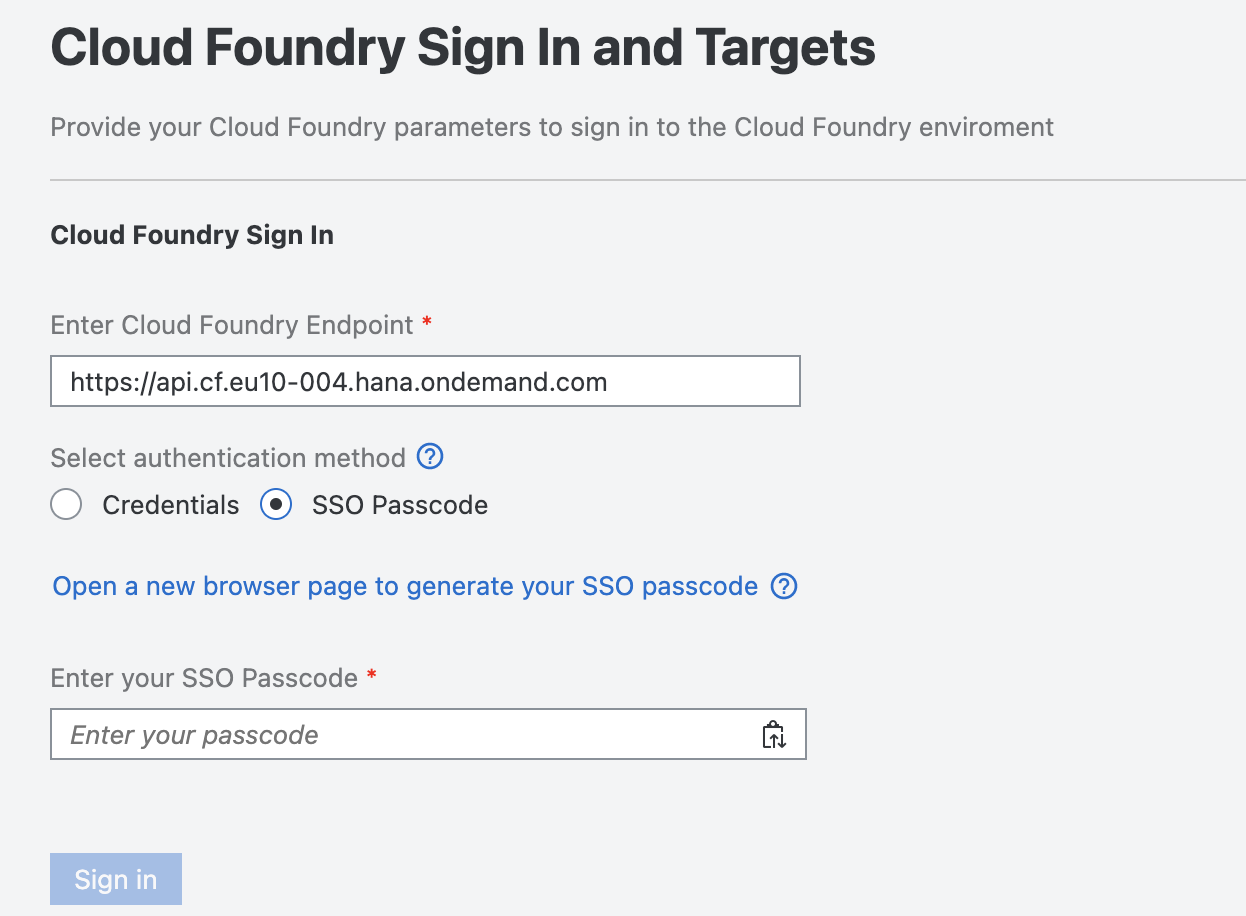 Cloud Foundry Sign In and Targets
Provide your Cloud Foundry parameters to sign in to the Cloud Foundry enviroment
Cloud Foundry Sign In
Enter Cloud Foundry Endpoint *
https://api.cf.eu10-004.hana.ondemand.com
Select authentication method ?
Credentials SSO Passcode
Open a new browser page to generate your SSO passcode ?
Enter your SSO Passcode *
Enter your passcode
Sign in